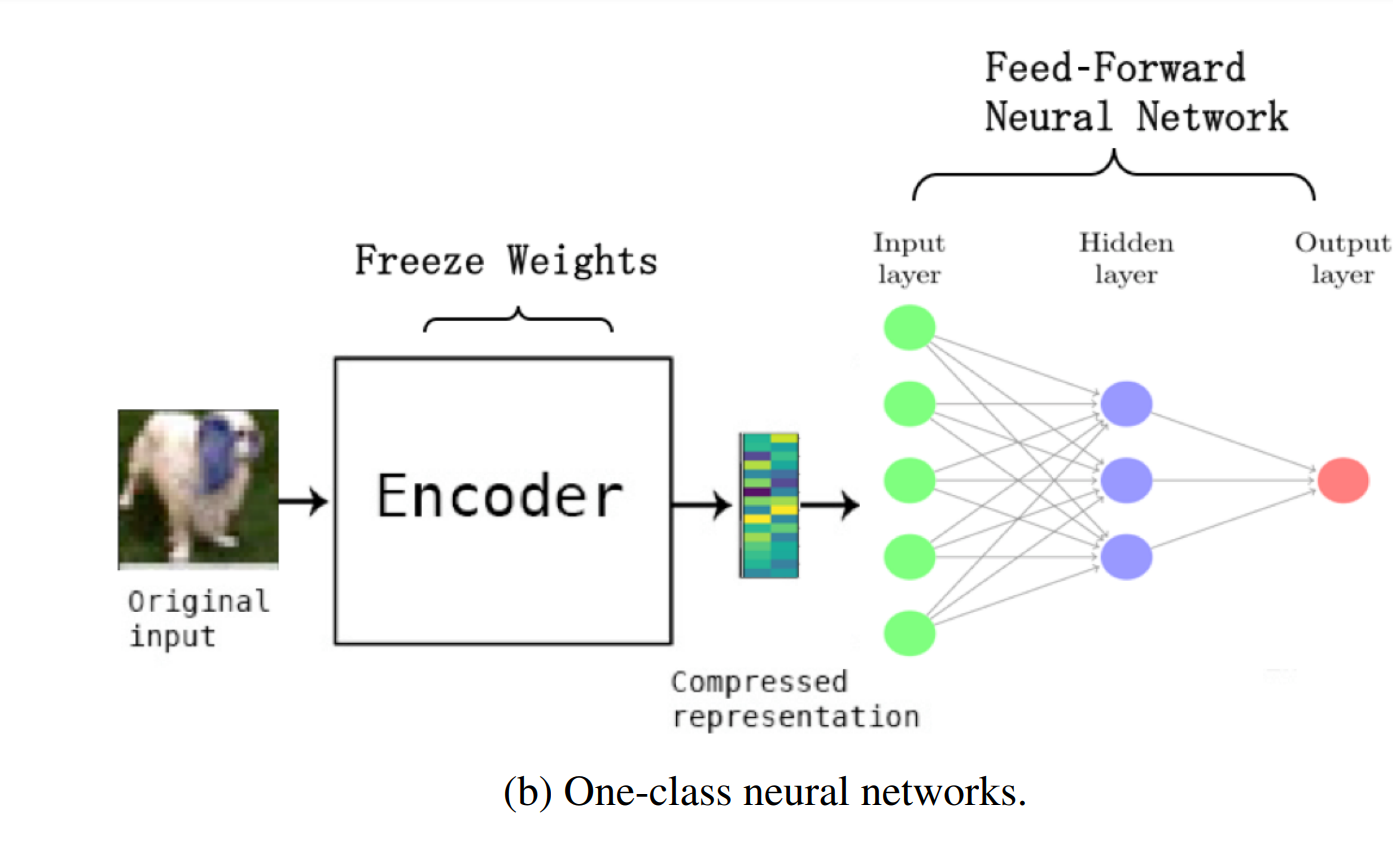 Feed-Forward
Neural Network
Input
layer
Hidden
layer
Output
layer
Freeze Weights
Encoder
Original
input
Compressed
representation
(b) One-class neural networks.